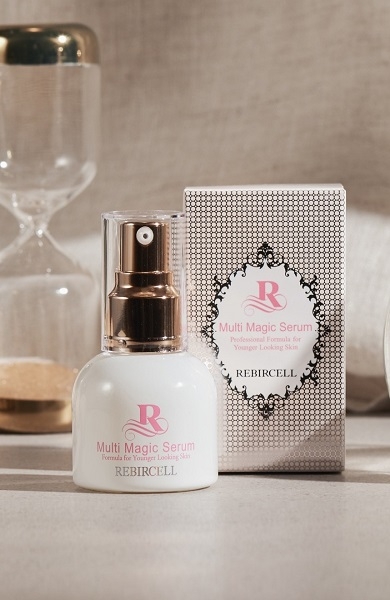 R
Multi Magic Serum
Professional Formula for
Younger Looking Skin
REBIRCELL
R
Multi Magic Serum
Formula for Younger Looking Skin
REBIRCELL